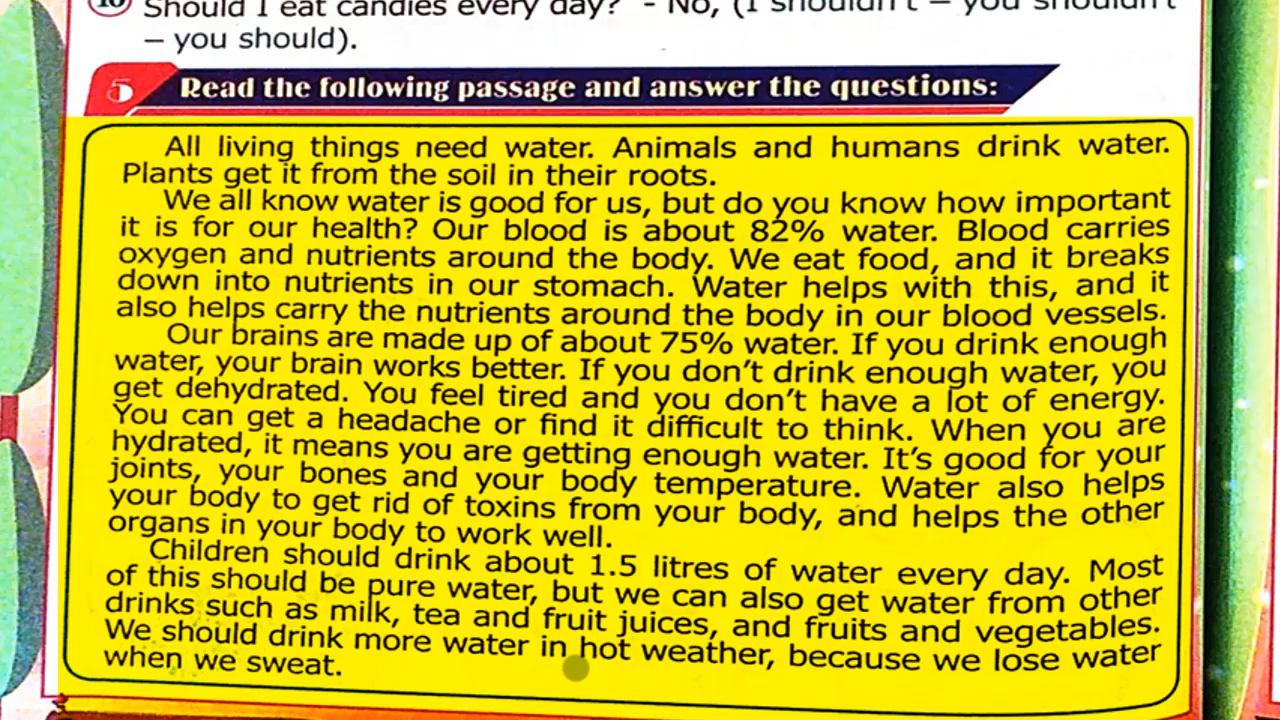 10 Should I eat candies every day? - No, (I shouldn't – you shouldn't
– you should).
5 Read the following passage and answer the questions:
All living things need water. Animals and humans drink water.
Plants get it from the soil in their roots.
We all know water is good for us, but do you know how important
it is for our health? Our blood is about 82% water. Blood carries
oxygen and nutrients around the body. We eat food, and it breaks
down into nutrients in our stomach. Water helps with this, and it
also helps carry the nutrients around the body in our blood vessels.
Our brains are made up of about 75% water. If you drink enough
water, your brain works better. If you don't drink enough water, you
get dehydrated. You feel tired and you don't have a lot of energy.
You can get a headache or find it difficult to think. When you are
hydrated, it means you are getting enough water. It's good for your
joints, your bones and your body temperature. Water also helps
your body to get rid of toxins from your body, and helps the other
organs in your body to work well.
Children should drink about 1.5 litres of water every day. Most
of this should be pure water, but we can also get water from other
drinks such as milk, tea and fruit juices, and fruits and vegetables.
We should drink more water in hot weather, because we lose water
when we sweat.